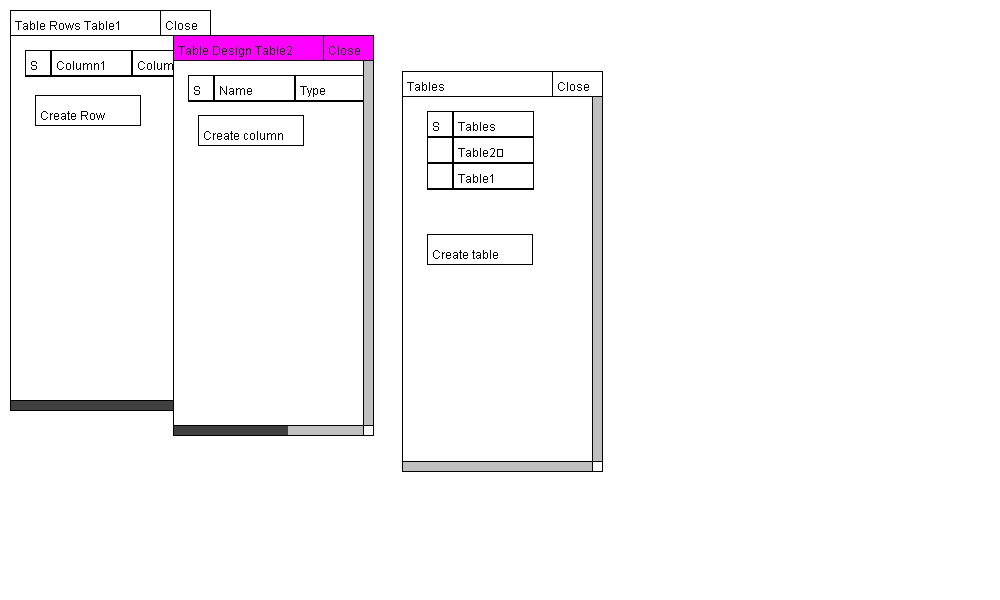 Table Rows Table1 Close
S Column1 Colum
Create Row
Table Design Table2 Close
S Name Type
Create column
Tables Close
S Tables
Table2▯
Table1
Create table